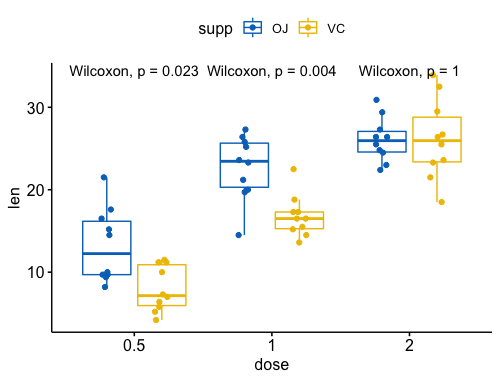 supp OJ VC
Wilcoxon, p = 0.023 Wilcoxon, p = 0.004 Wilcoxon, p = 1
30
20
10
len
0.5 1 2
dose